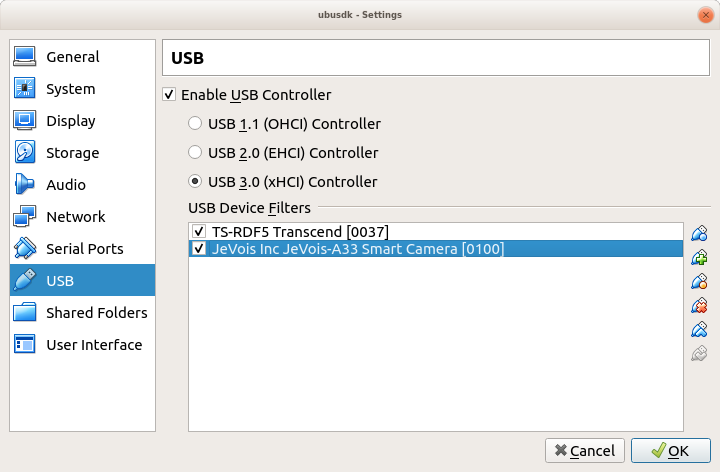 ubusdk - Settings
General
System
Display
Storage
Audio
Network
Serial Ports
USB
Shared Folders
User Interface
USB
Enable USB Controller
USB 1.1 (OHCI) Controller
USB 2.0 (EHCI) Controller
USB 3.0 (xHCI) Controller
USB Device Filters
TS-RDF5 Transcend [0037]
JeVois Inc JeVois-A33 Smart Camera [0100]
Cancel
OK